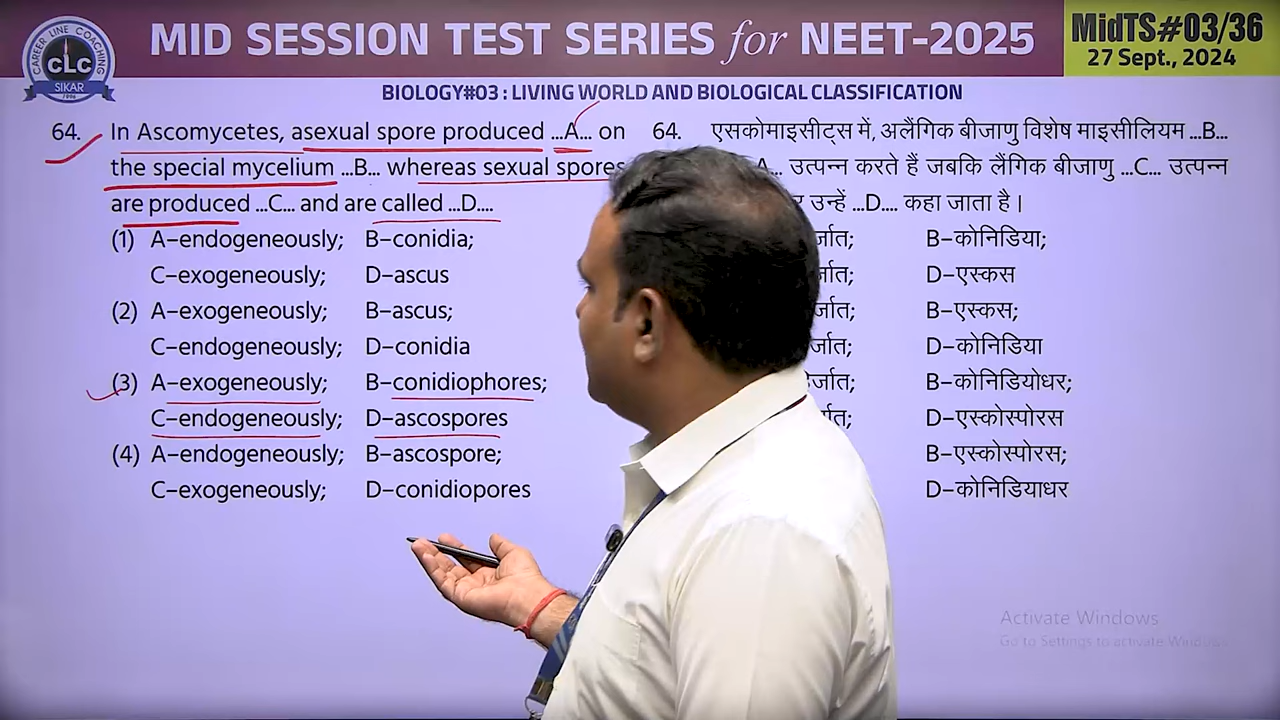 MID SESSION TEST SERIES for NEET-2025
MidTS#03/36
27 Sept., 2024
CAREER LINE COACHING
CLC
SIKAR
BIOLOGY#03 : LIVING WORLD AND BIOLOGICAL CLASSIFICATION
64. In Ascomycetes, asexual spore produced ...A... on
the special mycelium ...B... whereas sexual spores
are produced ...C... and are called ...D....
(1) A–endogeneously; B–conidia;
C–exogeneously; D–ascus
(2) A–exogeneously; B–ascus;
C–endogeneously; D–conidia
(3) A–exogeneously; B–conidiophores;
C–endogeneously; D–ascospores
(4) A–endogeneously; B–ascospore;
C–exogeneously; D–conidiopores
64. एसकोमाइसीट्स में, अलैंगिक बीजाणु विशेष माइसीलियम ...B...
...A... उत्पन्न करते हैं जबकि लैंगिक बीजाणु ...C... उत्पन्न
उन्हें ...D.... कहा जाता है ।
B–कोनिडिया;
D–एस्कस
B–एस्कस;
D–कोनिडिया
B–कोनिडियोधर;
D–एस्कोस्पोरस
B–एस्कोस्पोरस;
D–कोनिडियाधर
Activate Windows
Go to Settings to activate Windows